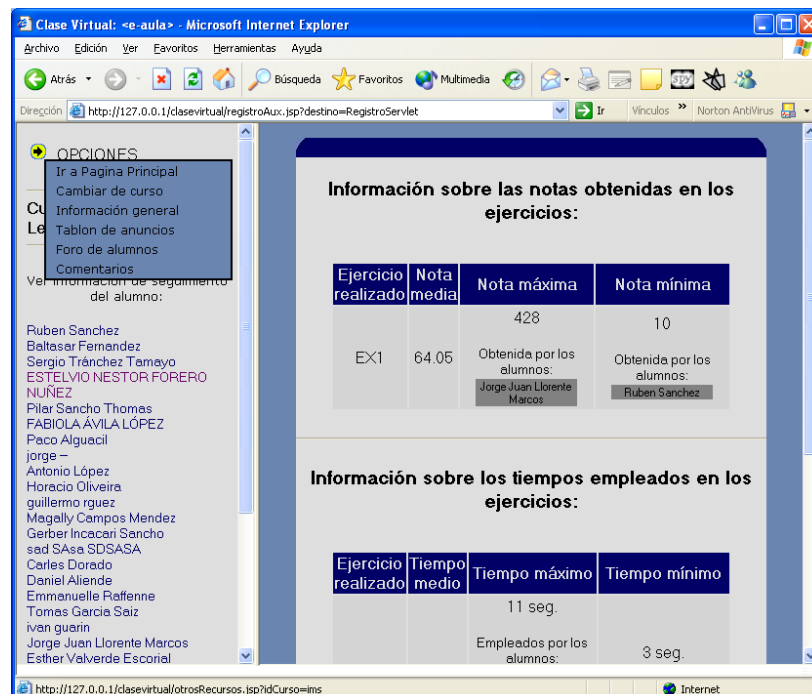 Clase Virtual: <e-aula> - Microsoft Internet Explorer
Archivo Edición Ver Favoritos Herramientas Ayuda
Atrás Búsqueda Favoritos Multimedia
Dirección http://127.0.0.1/clasevirtual/registroAux.jsp?destino=RegistroServlet Ir Vínculos » Norton AntiVirus
OPCIONES
Ir a Pagina Principal
Cambiar de curso
Información general
Tablon de anuncios
Foro de alumnos
Comentarios
Cu
Le
Ver información de seguimiento
del alumno:
Ruben Sanchez
Baltasar Fernandez
Sergio Tránchez Tamayo
ESTELVIO NESTOR FORERO
NUÑEZ
Pilar Sancho Thomas
FABIOLA ÁVILA LÓPEZ
Paco Alguacil
jorge –
Antonio López
Horacio Oliveira
guillermo rguez
Magally Campos Mendez
Gerber Incacari Sancho
sad SAsa SDSASA
Carles Dorado
Daniel Aliende
Emmanuelle Raffenne
Tomas Garcia Saiz
ivan guarin
Jorge Juan Llorente Marcos
Esther Valverde Escorial
Información sobre las notas obtenidas en los
ejercicios:
Ejercicio realizado Nota media Nota máxima Nota mínima
EX1 64.05
428
Obtenida por los
alumnos:
Jorge Juan Llorente
Marcos
10
Obtenida por los
alumnos:
Ruben Sanchez
Información sobre los tiempos empleados en los
ejercicios:
Ejercicio realizado Tiempo medio Tiempo máximo Tiempo mínimo
11 seg.
Empleados por los
alumnos:
3 seg.
http://127.0.0.1/clasevirtual/otrosRecursos.jsp?idCurso=ims Internet